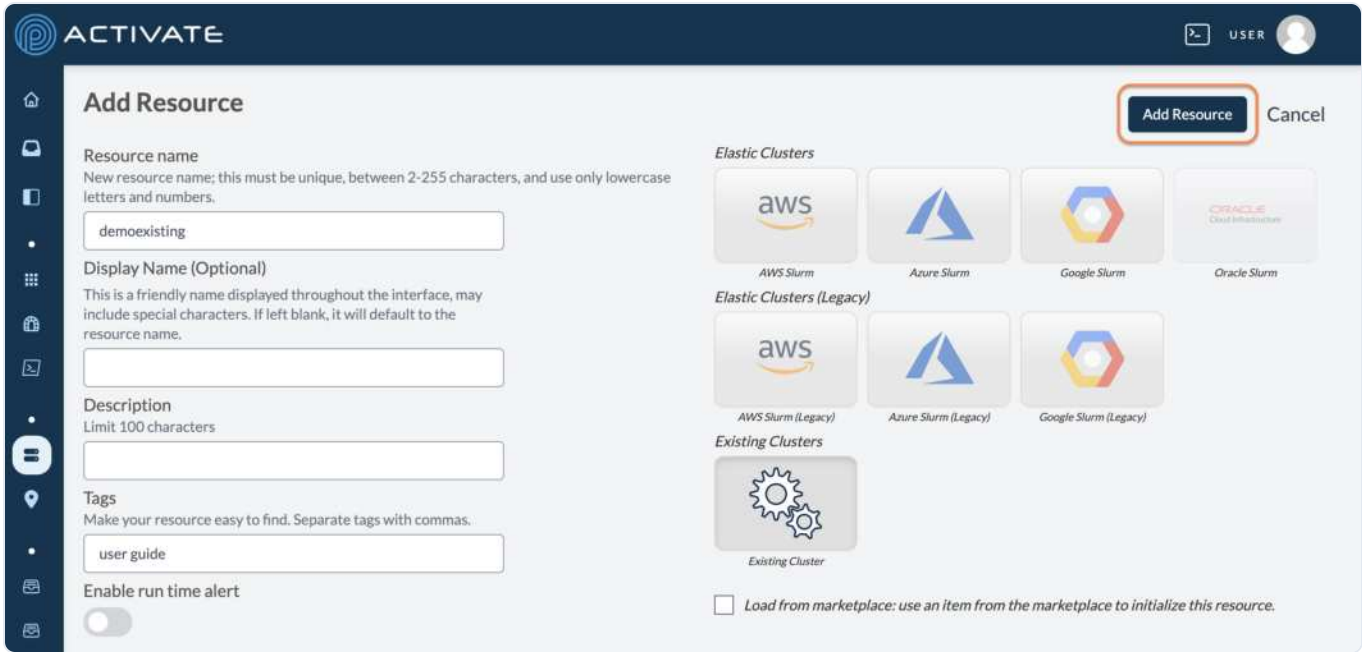 ACTIVATE
USER
Add Resource
Add Resource
Cancel
Resource name
New resource name; this must be unique, between 2-255 characters, and use only lowercase
letters and numbers.
demoexisting
Display Name (Optional)
This is a friendly name displayed throughout the interface, may
include special characters. If left blank, it will default to the
resource name.
Description
Limit 100 characters
Tags
Make your resource easy to find. Separate tags with commas.
user guide
Enable run time alert
Elastic Clusters
aws
ORACLE
Cloud Infrastructure
AWS Slurm
Azure Slurm
Google Slurm
Oracle Slurm
Elastic Clusters (Legacy)
aws
AWS Slurm (Legacy)
Azure Slurm (Legacy)
Google Slurm (Legacy)
Existing Clusters
Existing Cluster
Load from marketplace: use an item from the marketplace to initialize this resource.